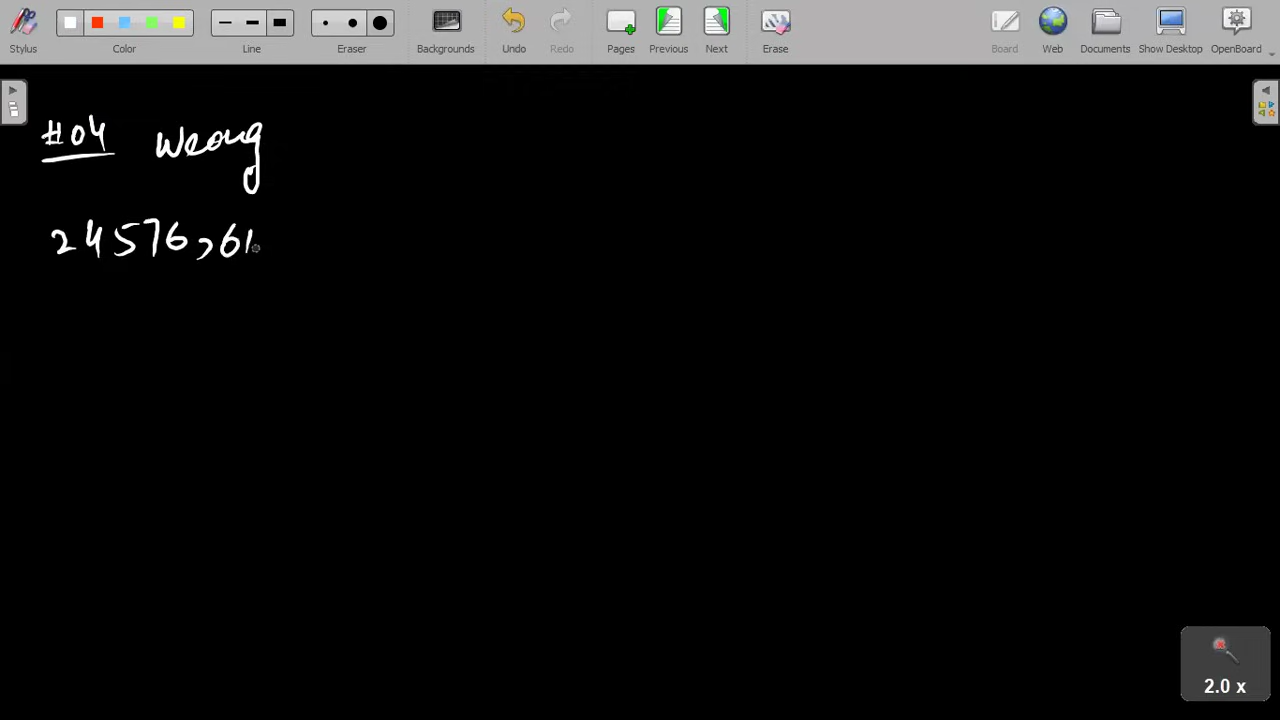 Stylus Color Line Eraser Backgrounds Undo Redo Pages Previous Next Erase Board Web Documents Show Desktop OpenBoard
#04 Wrong
24576,61
2.0 x